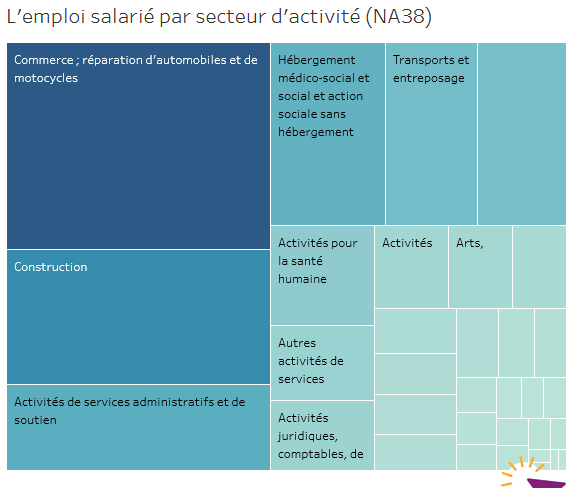 L’emploi salarié par secteur d’activité (NA38)
Commerce ; réparation d’automobiles et de
motocycles
Construction
Activités de services administratifs et de
soutien
Hébergement
médico-social et
social et action
sociale sans
hébergement
Transports et
entreposage
Activités pour
la santé
humaine
Autres
activités de
services
Activités
juridiques,
comptables, de
Activités
Arts,